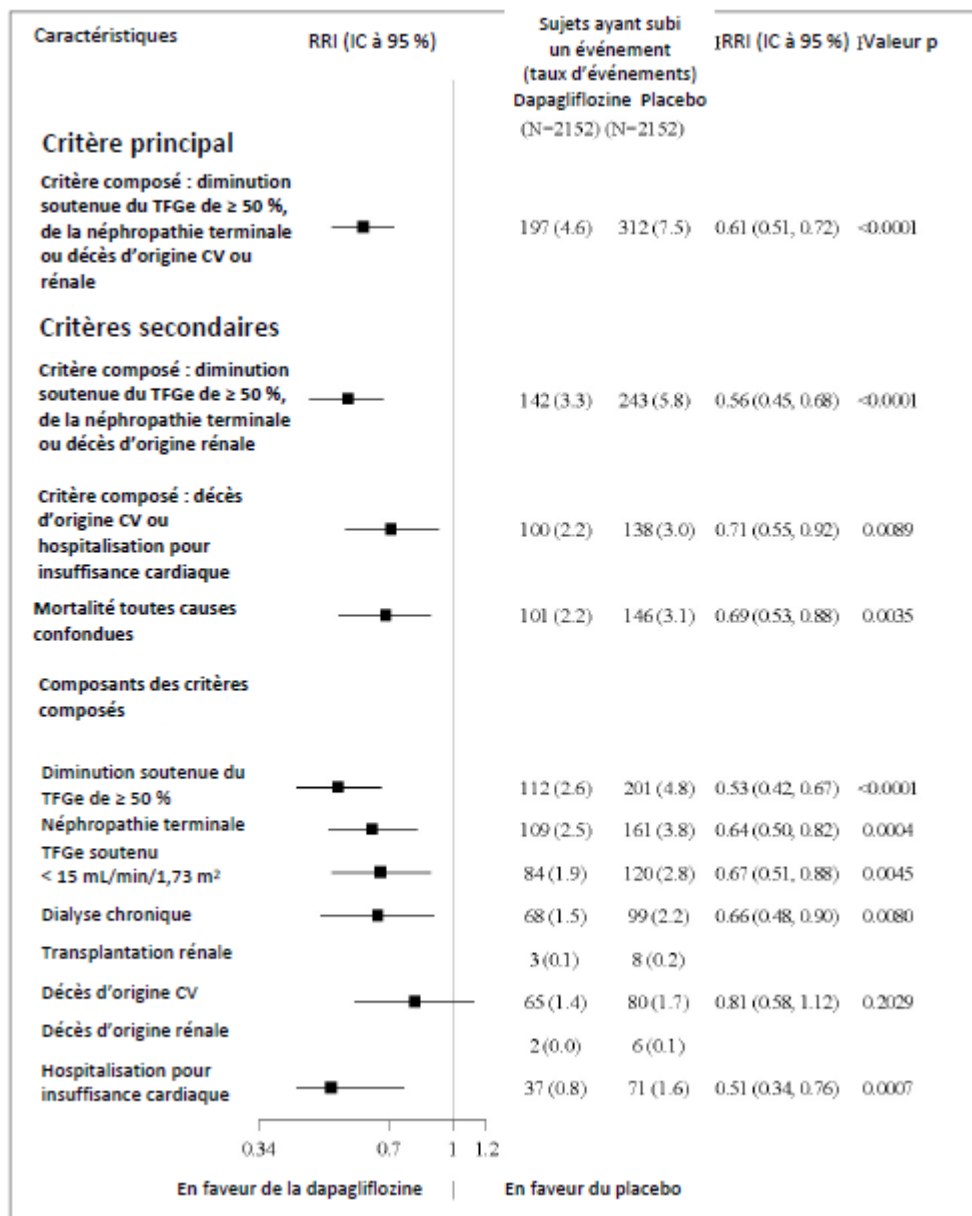 Caractéristiques RRI (IC à 95 %) Sujets ayant subi un événement (taux d'événements) IRRI (IC à 95 %) IValeur p
Dapagliflozine Placebo
(N=2152) (N=2152)
Critère principal
Critère composé : diminution
soutenue du TFGe de ≥ 50 %,
de la néphropathie terminale 197 (4.6) 312 (7.5) 0.61 (0.51, 0.72) <0.0001
ou décès d'origine CV ou
rénale
Critères secondaires
Critère composé : diminution
soutenue du TFGe de ≥ 50 %, 142 (3.3) 243 (5.8) 0.56 (0.45, 0.68) <0.0001
de la néphropathie terminale
ou décès d'origine rénale
Critère composé : décès
d'origine CV ou 100 (2.2) 138 (3.0) 0.71 (0.55, 0.92) 0.0089
hospitalisation pour
insuffisance cardiaque
Mortalité toutes causes 101 (2.2) 146 (3.1) 0.69 (0.53, 0.88) 0.0035
confondues
Composants des critères
composés
Diminution soutenue du
TFGe de ≥ 50 % 112 (2.6) 201 (4.8) 0.53 (0.42, 0.67) <0.0001
Néphropathie terminale 109 (2.5) 161 (3.8) 0.64 (0.50, 0.82) 0.0004
TFGe soutenu
< 15 mL/min/1,73 m² 84 (1.9) 120 (2.8) 0.67 (0.51, 0.88) 0.0045
Dialyse chronique 68 (1.5) 99 (2.2) 0.66 (0.48, 0.90) 0.0080
Transplantation rénale 3 (0.1) 8 (0.2)
Décès d'origine CV 65 (1.4) 80 (1.7) 0.81 (0.58, 1.12) 0.2029
Décès d'origine rénale 2 (0.0) 6 (0.1)
Hospitalisation pour
insuffisance cardiaque 37 (0.8) 71 (1.6) 0.51 (0.34, 0.76) 0.0007
0.34 0.7 1 1.2
En faveur de la dapagliflozine | En faveur du placebo